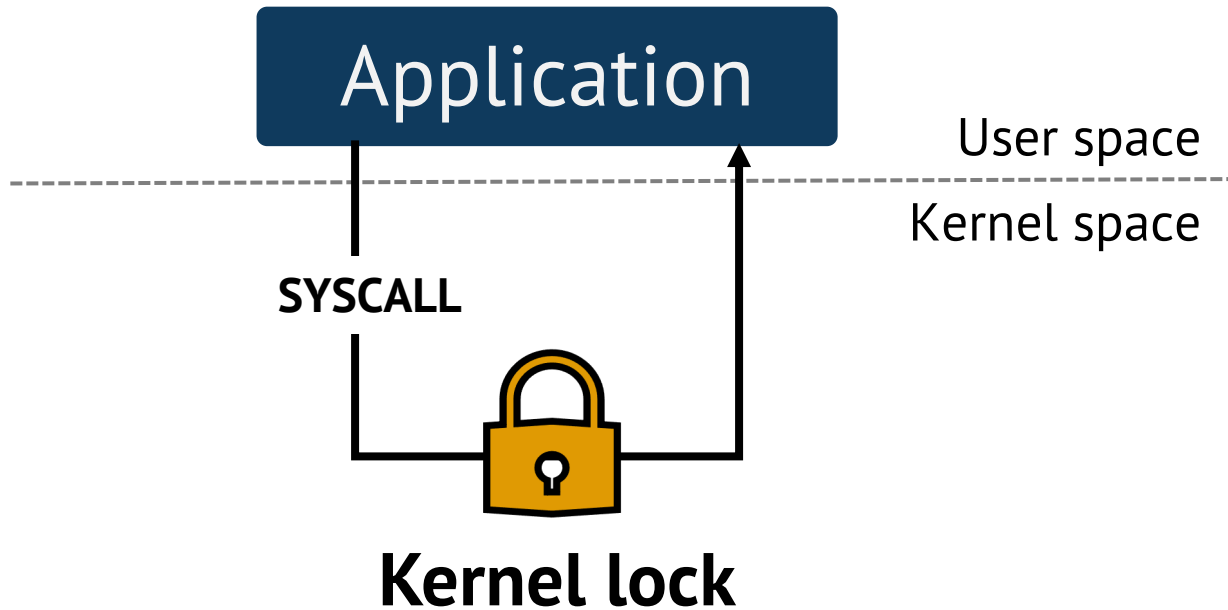 Application
User space
Kernel space
SYSCALL
Kernel lock